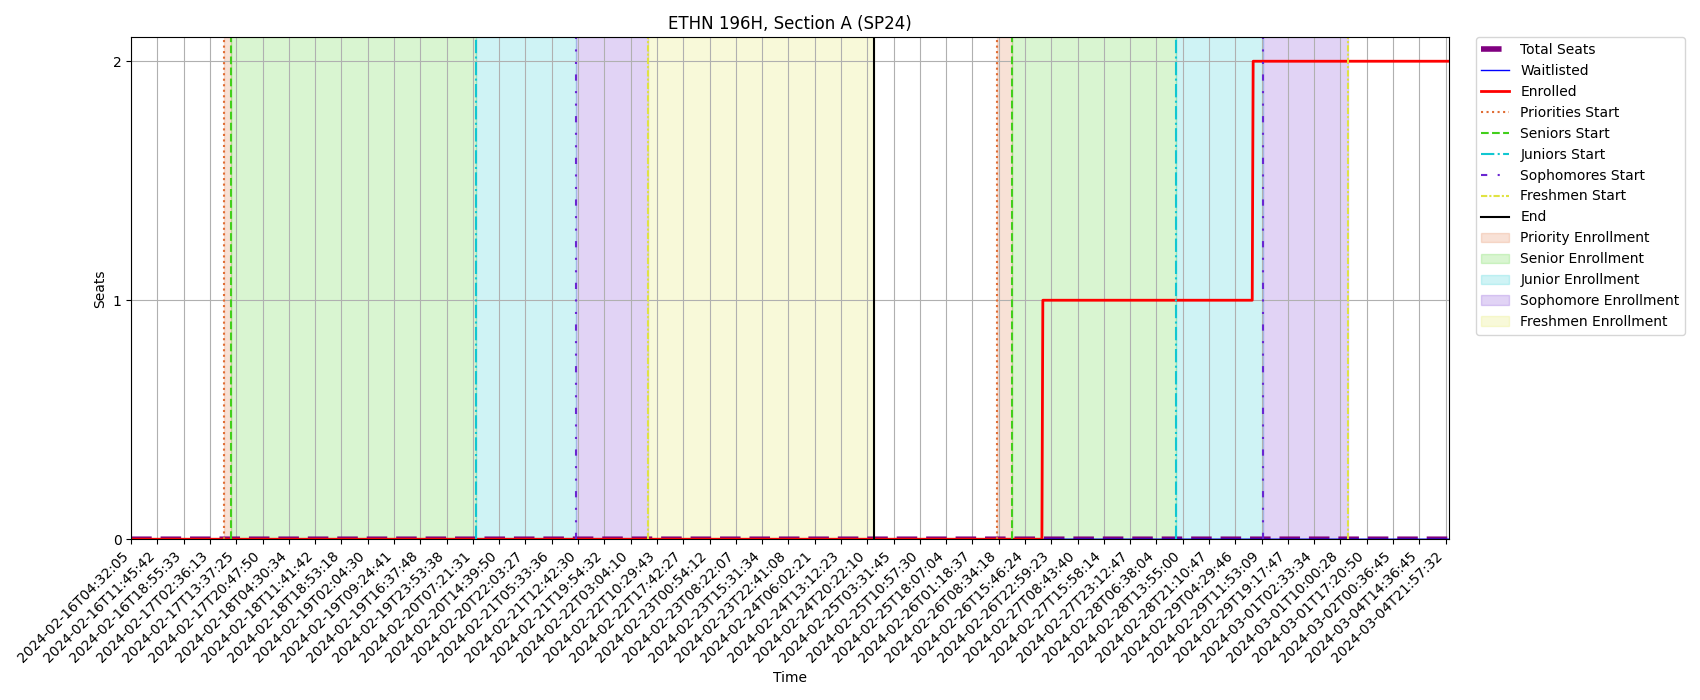 ETHN 196H, Section A (SP24)
Seats
2
1
0
2024-02-16T04:32:05
2024-02-16T11:45:42
2024-02-16T18:55:33
2024-02-17T02:36:13
2024-02-17T13:37:25
2024-02-17T20:47:50
2024-02-18T04:30:34
2024-02-18T11:41:42
2024-02-18T18:53:18
2024-02-19T02:04:30
2024-02-19T09:24:41
2024-02-19T16:37:48
2024-02-19T23:53:38
2024-02-20T07:21:31
2024-02-20T14:39:50
2024-02-20T22:03:27
2024-02-21T05:33:36
2024-02-21T12:42:30
2024-02-21T19:54:32
2024-02-22T03:04:10
2024-02-22T10:29:43
2024-02-22T17:42:27
2024-02-23T00:54:12
2024-02-23T08:22:07
2024-02-23T15:31:34
2024-02-23T22:41:08
2024-02-24T06:02:21
2024-02-24T13:12:23
2024-02-24T20:22:10
2024-02-25T03:31:45
2024-02-25T10:57:30
2024-02-25T18:07:04
2024-02-26T01:18:37
2024-02-26T08:34:18
2024-02-26T15:46:24
2024-02-26T22:59:23
2024-02-27T08:43:40
2024-02-27T15:58:14
2024-02-27T23:12:47
2024-02-28T06:38:04
2024-02-28T13:55:00
2024-02-28T21:10:47
2024-02-29T04:29:46
2024-02-29T11:53:09
2024-02-29T19:17:47
2024-03-01T02:33:34
2024-03-01T10:00:28
2024-03-01T17:20:50
2024-03-02T00:36:45
2024-03-04T14:36:45
2024-03-04T21:57:32
Time
Total Seats
Waitlisted
Enrolled
Priorities Start
Seniors Start
Juniors Start
Sophomores Start
Freshmen Start
End
Priority Enrollment
Senior Enrollment
Junior Enrollment
Sophomore Enrollment
Freshmen Enrollment